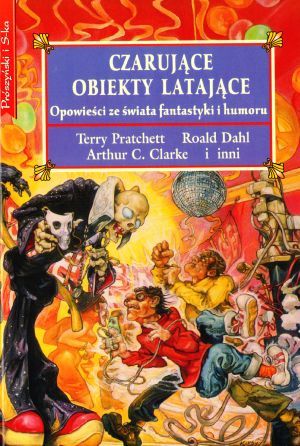 Prószyński i S-ka
CZARUJĄCE
OBIEKTY LATAJĄCE
Opowieści ze świata fantastyki i humoru
Terry Pratchett Roald Dahl
Arthur C. Clarke i inni